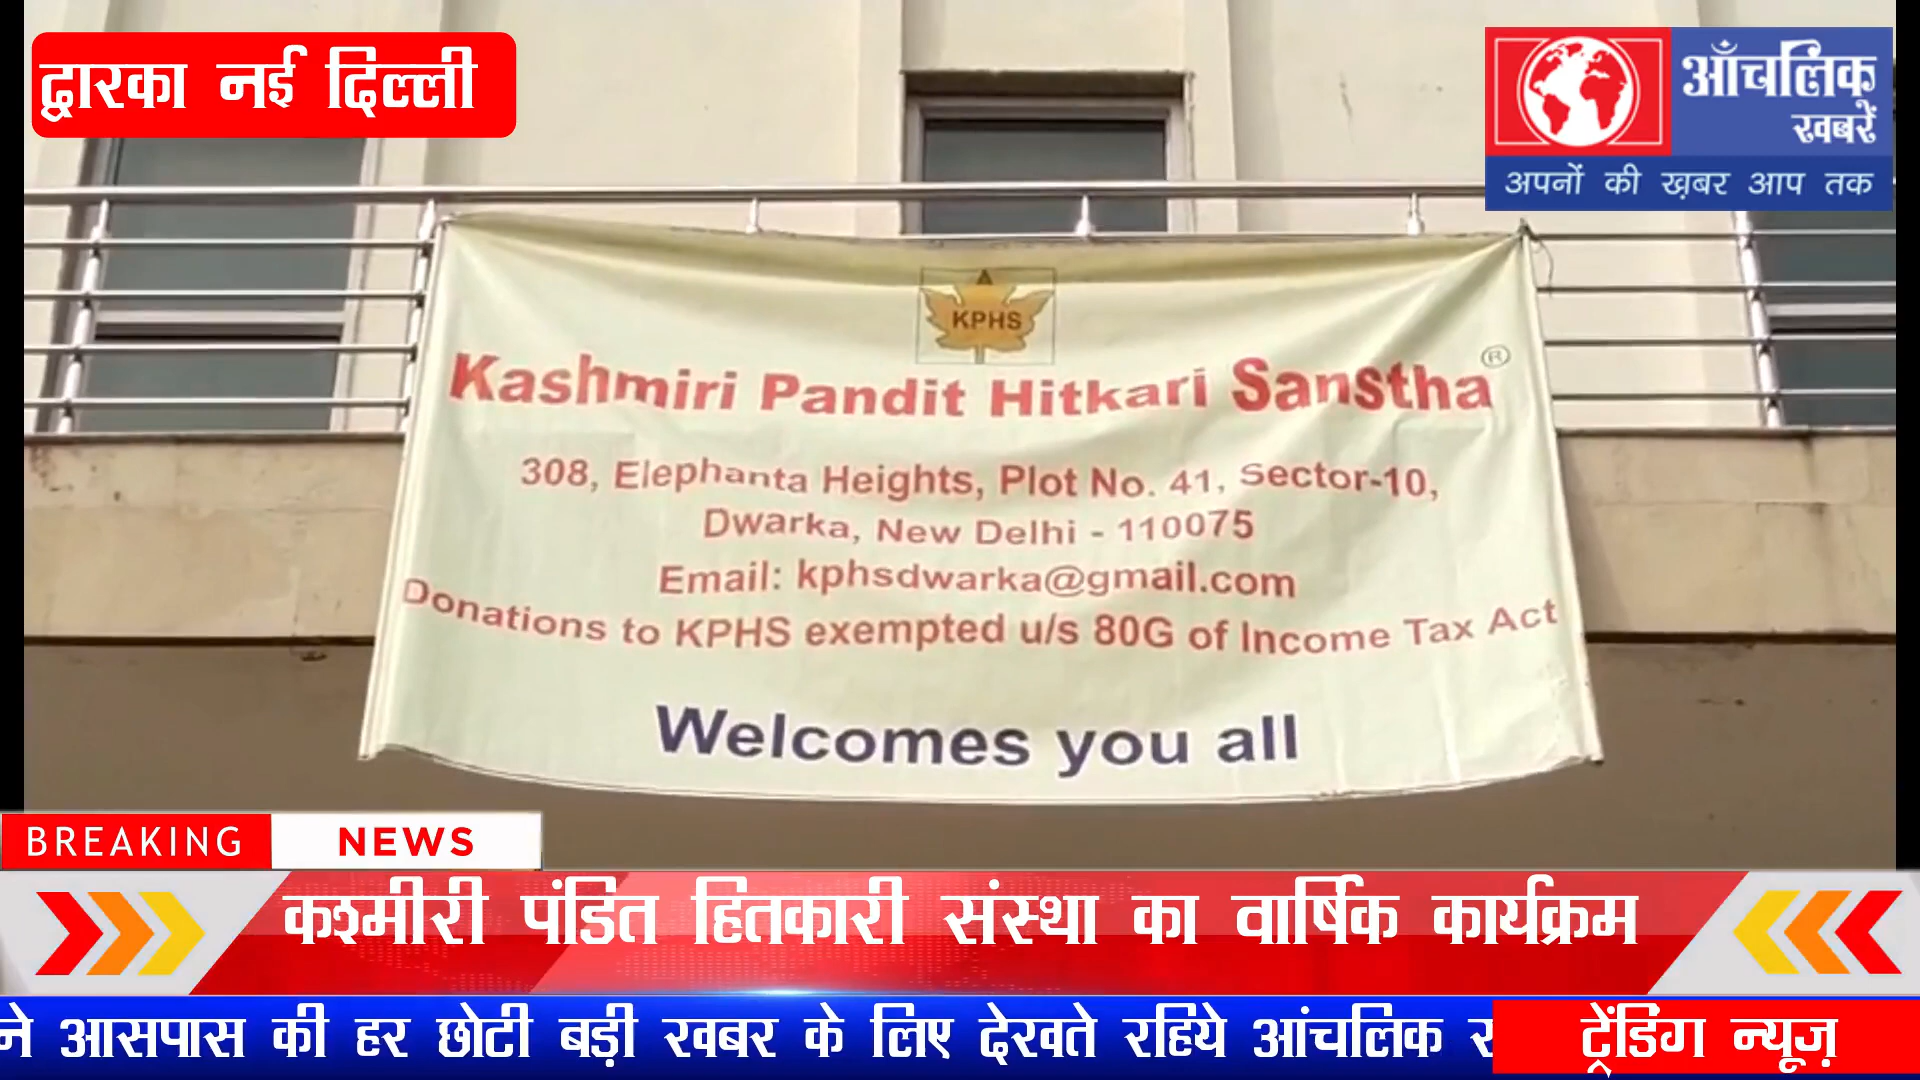 द्वारका नई दिल्ली
आँचलिक
खबरें
अपनों की ख़बर आप तक
KPHS
Kashmiri Pandit Hitkari Sanstha®
308, Elephanta Heights, Plot No. 41, Sector-10,
Dwarka, New Delhi - 110075
Email: kphsdwarka@gmail.com
Donations to KPHS exempted u/s 80G of Income Tax Act
Welcomes you all
BREAKING NEWS
कश्मीरी पंडित हितकारी संस्था का वार्षिक कार्यक्रम
ने आसपास की हर छोटी बड़ी खबर के लिए देखते रहिये आंचलिक
ट्रेंडिंग न्यूज़